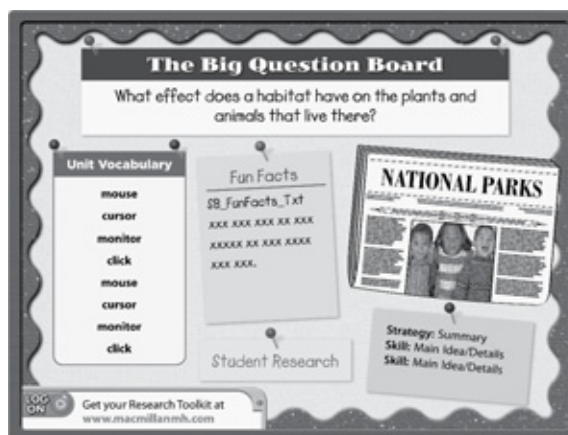 The Big Question Board
What effect does a habitat have on the plants and
animals that live there?
Unit Vocabulary
mouse
cursor
monitor
click
mouse
cursor
monitor
click
Fun Facts
SB_FunFacts_Txt
xxx xxx xxx xx xxx
xxxxx xx xxx xxxx
xxx xxx.
NATIONAL PARKS
Strategy: Summary
Skill: Main Idea/Details
Skill: Main Idea/Details
Student Research
LOG
ON
Get your Research Toolkit at
www.macmillanmh.com